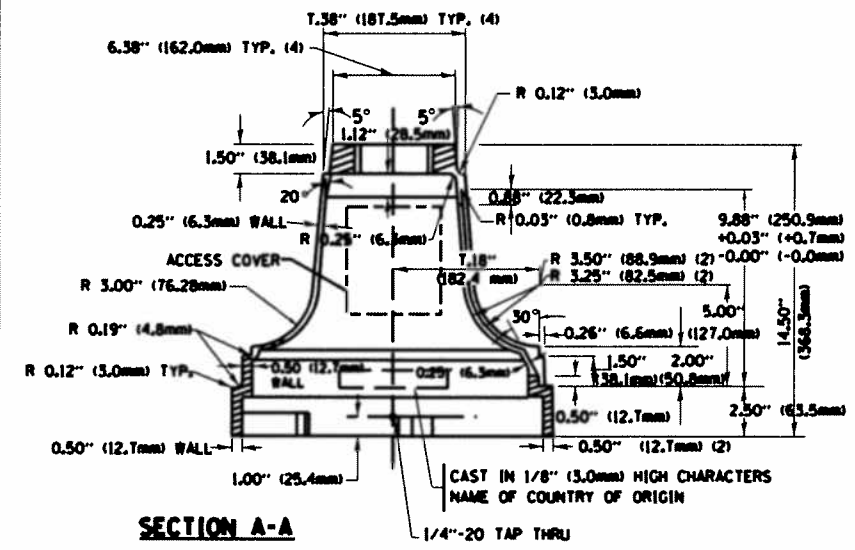 7.38" (187.5mm) TYP. (4)
6.38" (162.0mm) TYP. (4)
R 0.12" (3.0mm)
5°
5°
1.12" (28.5mm)
1.50" (38.1mm)
20°
0.88" (22.3mm)
0.25" (6.3mm) WALL
R 0.03" (0.8mm) TYP.
9.88" (250.9mm)
+0.03" (+0.7mm)
-0.00" (-0.0mm)
R 0.25" (6.3mm)
ACCESS COVER
7.18"
(182.4 mm)
R 3.50" (88.9mm) (2)
R 3.25" (82.5mm) (2)
R 3.00" (76.28mm)
5.00"
(127.0mm)
14.50"
(368.3mm)
30°
0.26" (6.6mm)
R 0.19" (4.8mm)
R 0.12" (3.0mm) TYP.
0.50 (12.7mm)
WALL
0.25" (6.3mm)
1.50"
(38.1mm)
2.00"
(50.8mm)
0.50" (12.7mm)
2.50" (63.5mm)
0.50" (12.7mm) WALL
0.50" (12.7mm) (2)
1.00" (25.4mm)
CAST IN 1/8" (3.0mm) HIGH CHARACTERS
NAME OF COUNTRY OF ORIGIN
SECTION A-A
1/4"-20 TAP THRU